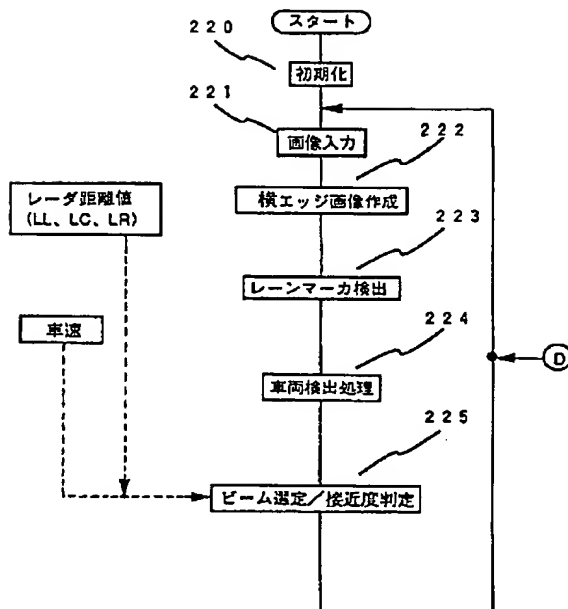 スタート
220
初期化
221
画像入力
222
横エッジ画像作成
レーダ距離値
(LL、LC、LR)
223
レーンマーカ検出
車速
224
車両検出処理
D
225
ビーム選定/接近度判定